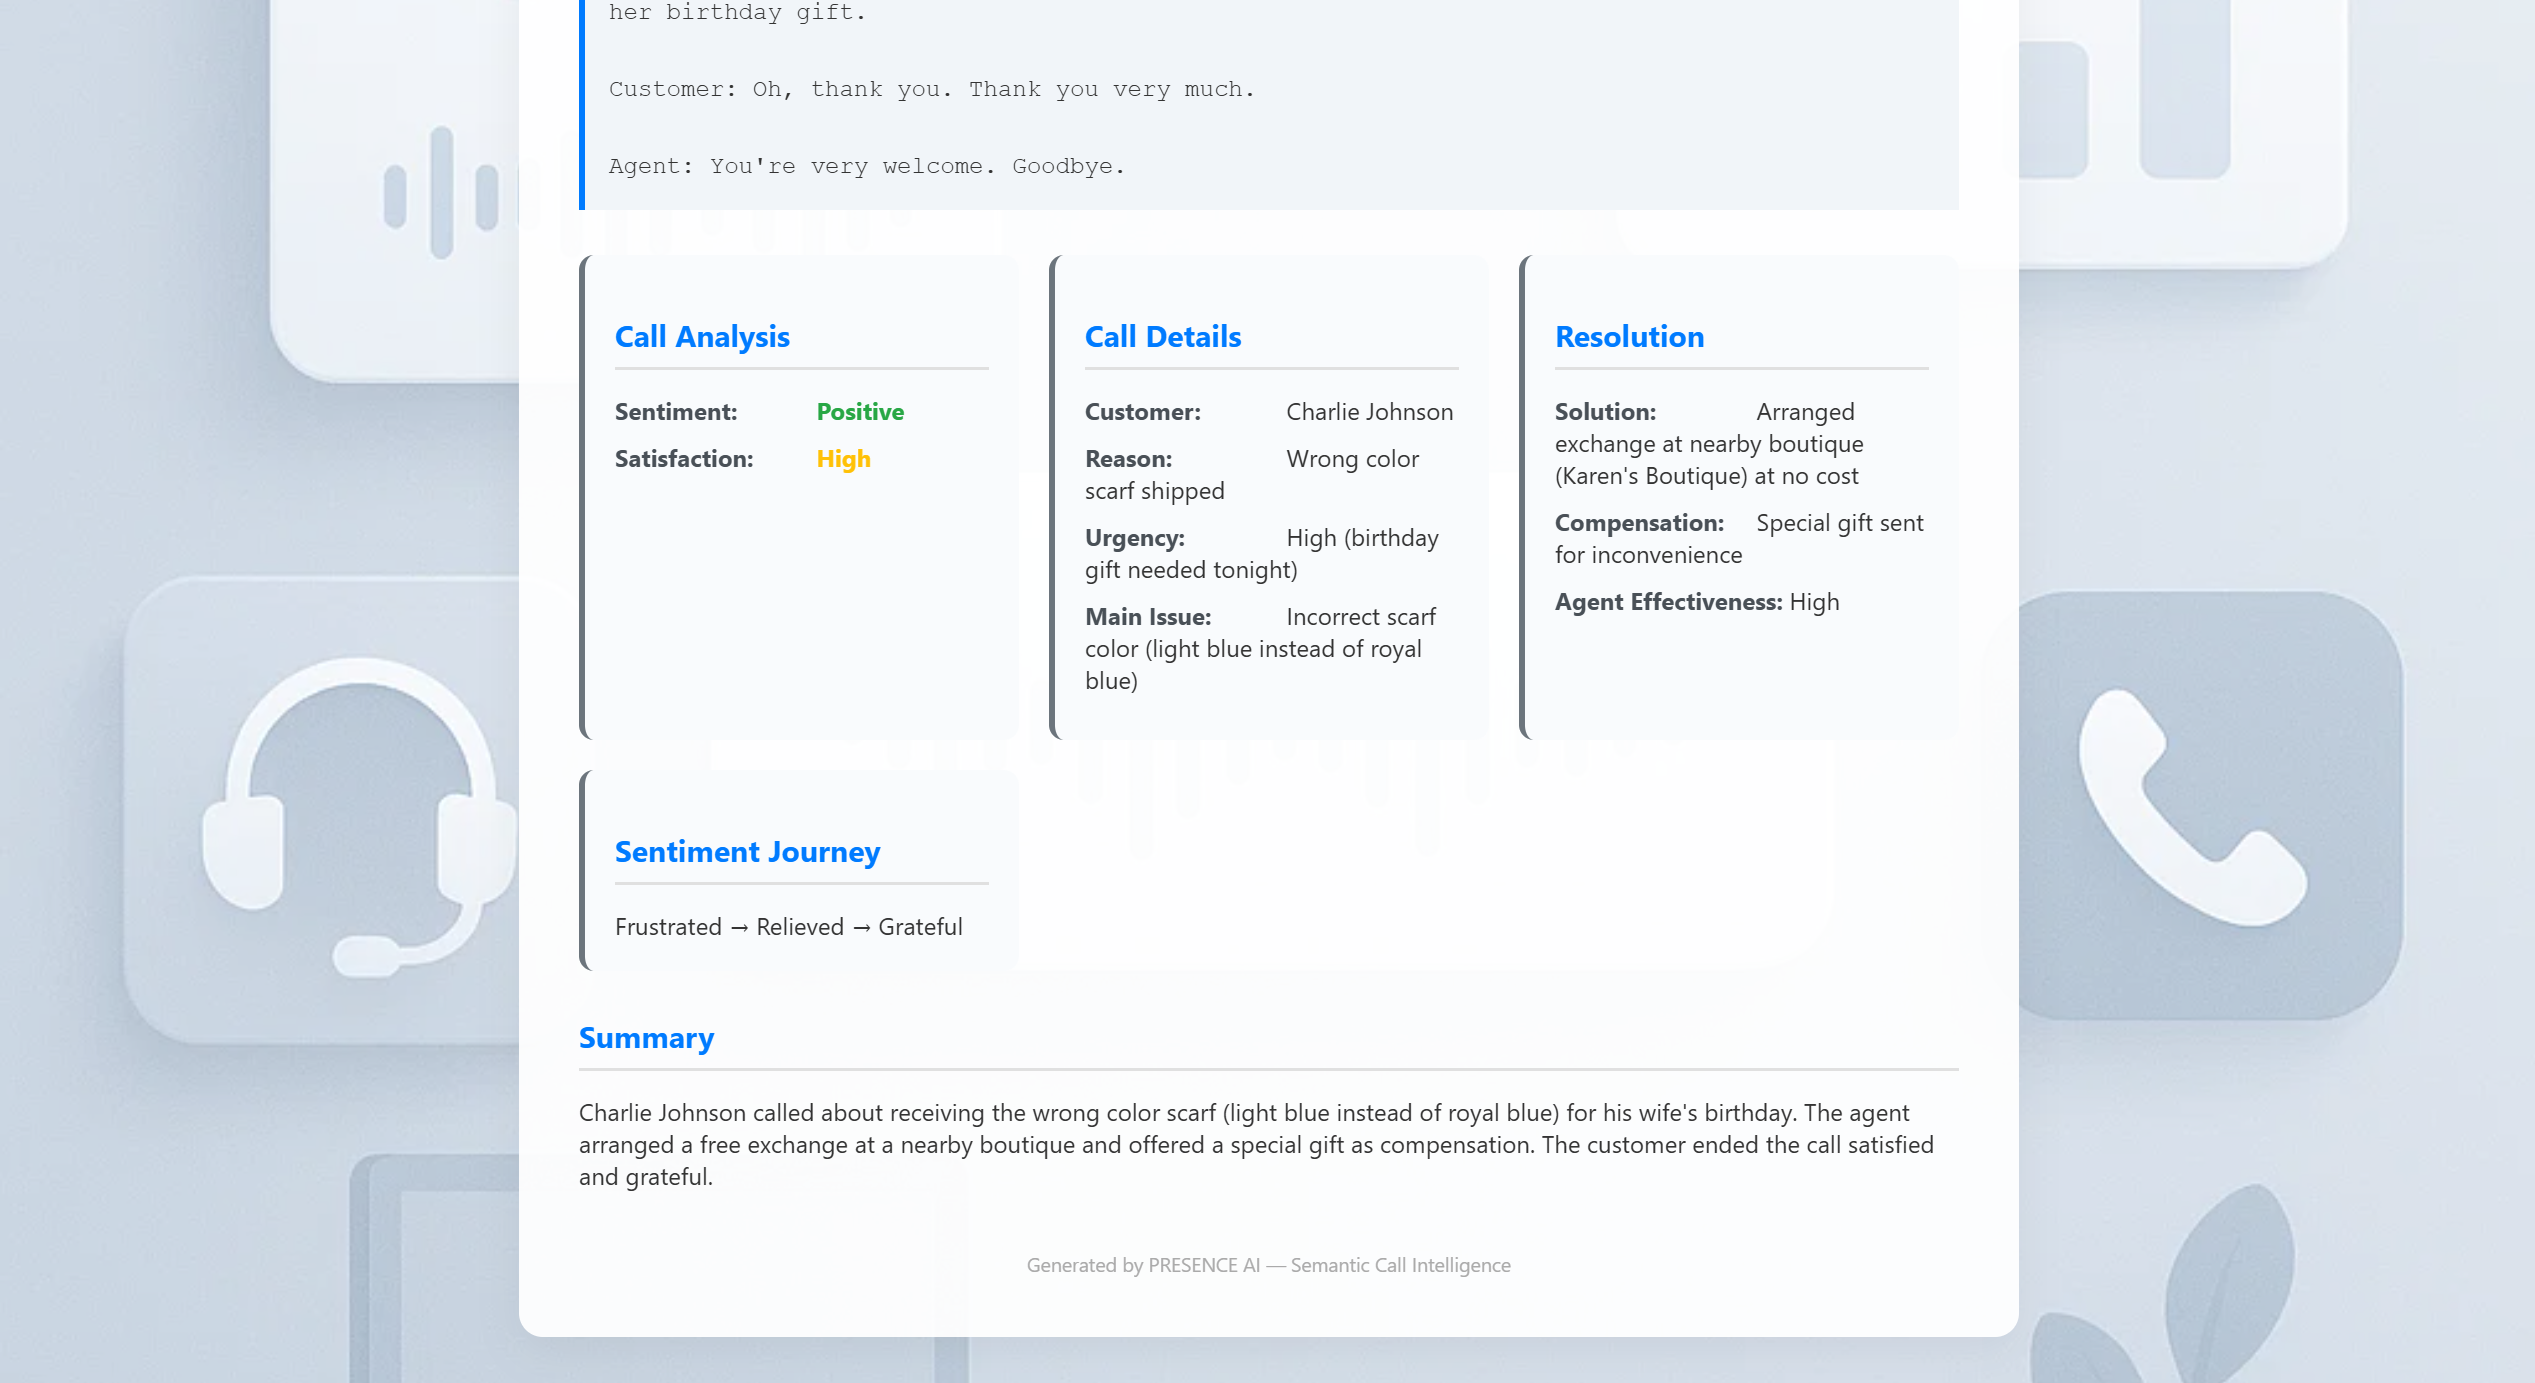 her birthday gift.
Customer: Oh, thank you. Thank you very much.
Agent: You're very welcome. Goodbye.
Call Analysis
Sentiment: Positive
Satisfaction: High
Call Details
Customer: Charlie Johnson
Reason: Wrong color
scarf shipped
Urgency: High (birthday
gift needed tonight)
Main Issue: Incorrect scarf
color (light blue instead of royal
blue)
Resolution
Solution: Arranged
exchange at nearby boutique
(Karen's Boutique) at no cost
Compensation: Special gift sent
for inconvenience
Agent Effectiveness: High
Sentiment Journey
Frustrated → Relieved → Grateful
Summary
Charlie Johnson called about receiving the wrong color scarf (light blue instead of royal blue) for his wife's birthday. The agent
arranged a free exchange at a nearby boutique and offered a special gift as compensation. The customer ended the call satisfied
and grateful.
Generated by PRESENCE AI — Semantic Call Intelligence